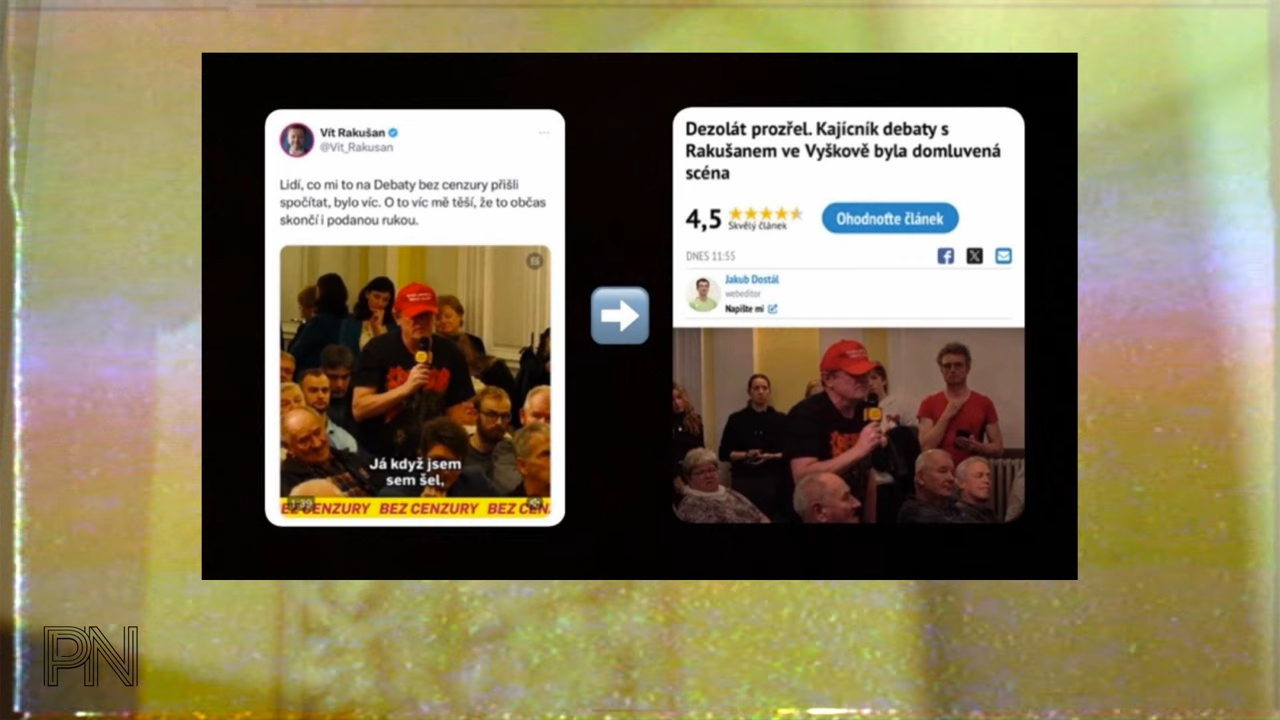 Vít Rakušan
@Vit_Rakusan
Lidí, co mi to na Debaty bez cenzury přišli
spočítat, bylo víc. O to víc mě těší, že to občas
skončí i podanou rukou.
Já když jsem
sem šel,
1:39
BEZ CENZURY BEZ CEN
Dezolát prozřel. Kajícník debaty s
Rakušanem ve Vyškově byla domluvená
scéna
4,5
Skvělý článek
Ohodnoťte článek
DNES 11:55
Jakub Dostál
webeditor
Napište mi
PN